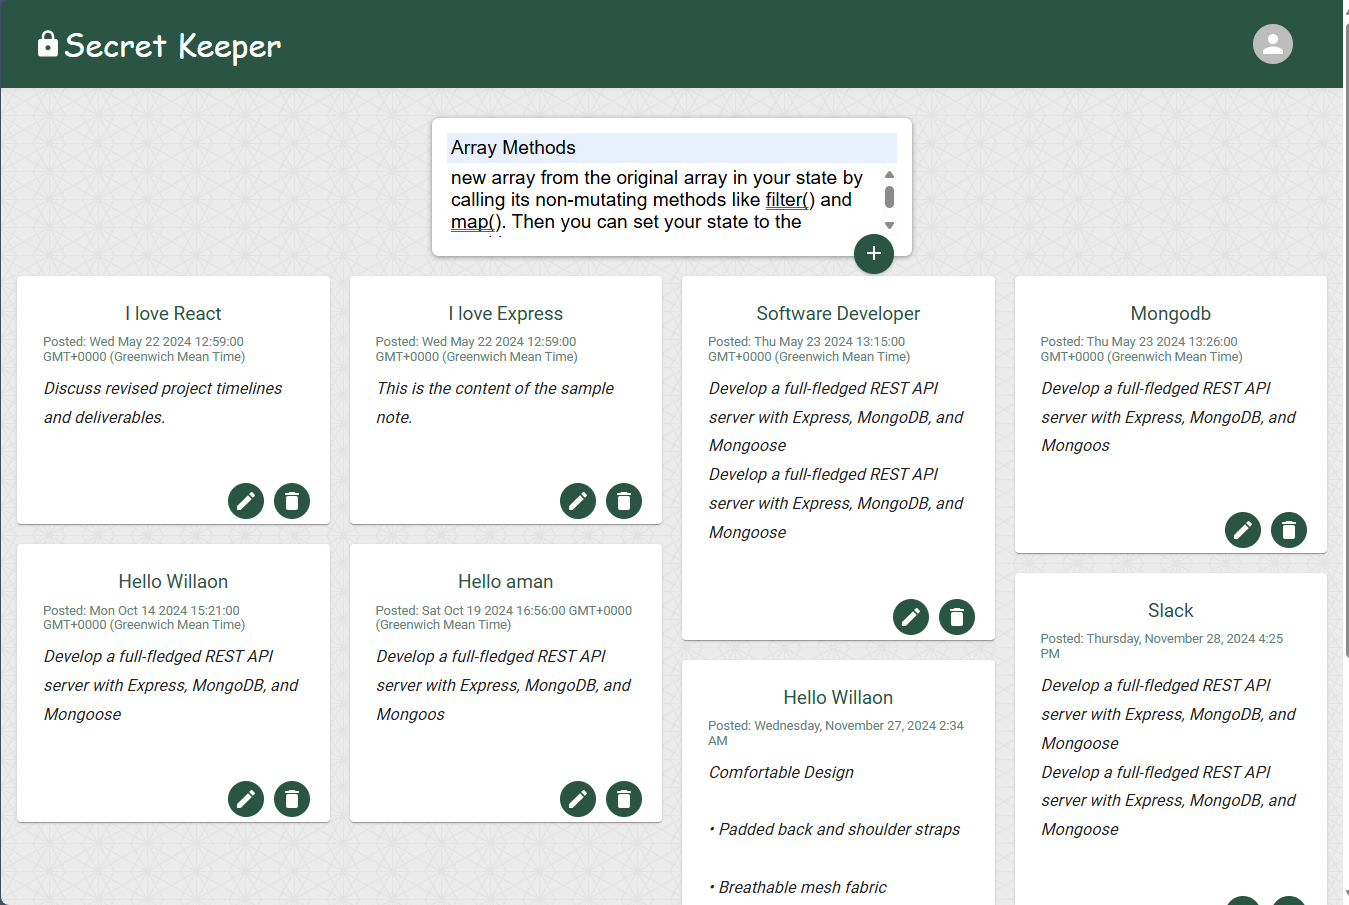 Secret Keeper
Array Methods
new array from the original array in your state by
calling its non-mutating methods like filter() and
map(). Then you can set your state to the
I love React
Posted: Wed May 22 2024 12:59:00
GMT+0000 (Greenwich Mean Time)
Discuss revised project timelines
and deliverables.
I love Express
Posted: Wed May 22 2024 12:59:00
GMT+0000 (Greenwich Mean Time)
This is the content of the sample
note.
Software Developer
Posted: Thu May 23 2024 13:15:00
GMT+0000 (Greenwich Mean Time)
Develop a full-fledged REST API
server with Express, MongoDB, and
Mongoose
Develop a full-fledged REST API
server with Express, MongoDB, and
Mongoose
Mongodb
Posted: Thu May 23 2024 13:26:00
GMT+0000 (Greenwich Mean Time)
Develop a full-fledged REST API
server with Express, MongoDB, and
Mongoos
Hello Willaon
Posted: Mon Oct 14 2024 15:21:00
GMT+0000 (Greenwich Mean Time)
Develop a full-fledged REST API
server with Express, MongoDB, and
Mongoose
Hello aman
Posted: Sat Oct 19 2024 16:56:00 GMT+0000
(Greenwich Mean Time)
Develop a full-fledged REST API
server with Express, MongoDB, and
Mongoos
Hello Willaon
Posted: Wednesday, November 27, 2024 2:34
AM
Comfortable Design
• Padded back and shoulder straps
• Breathable mesh fabric
Slack
Posted: Thursday, November 28, 2024 4:25
PM
Develop a full-fledged REST API
server with Express, MongoDB, and
Mongoose
Develop a full-fledged REST API
server with Express, MongoDB, and
Mongoose